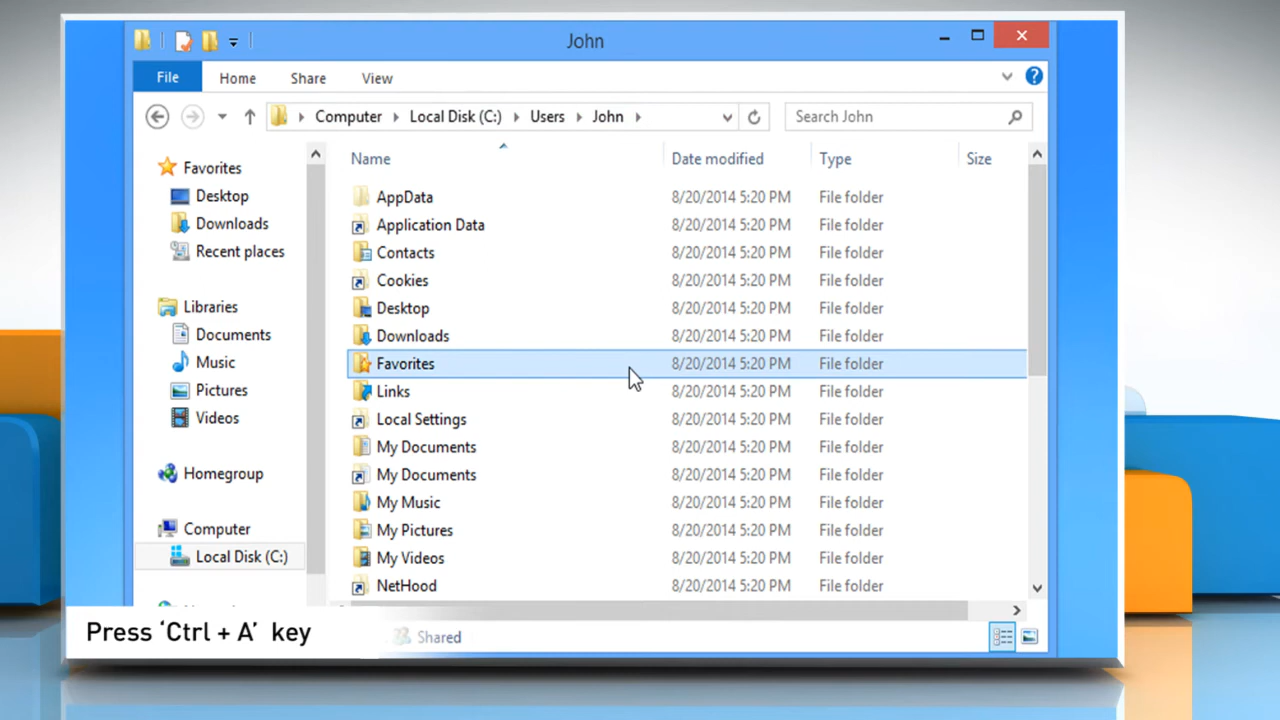 John
File Home Share View
Computer Local Disk (C:) Users John
Search John
Favorites
Desktop
Downloads
Recent places
Libraries
Documents
Music
Pictures
Videos
Homegroup
Computer
Local Disk (C:)
Name Date modified Type Size
AppData 8/20/2014 5:20 PM File folder
Application Data 8/20/2014 5:20 PM File folder
Contacts 8/20/2014 5:20 PM File folder
Cookies 8/20/2014 5:20 PM File folder
Desktop 8/20/2014 5:20 PM File folder
Downloads 8/20/2014 5:20 PM File folder
Favorites 8/20/2014 5:20 PM File folder
Links 8/20/2014 5:20 PM File folder
Local Settings 8/20/2014 5:20 PM File folder
My Documents 8/20/2014 5:20 PM File folder
My Documents 8/20/2014 5:20 PM File folder
My Music 8/20/2014 5:20 PM File folder
My Pictures 8/20/2014 5:20 PM File folder
My Videos 8/20/2014 5:20 PM File folder
NetHood 8/20/2014 5:20 PM File folder
Press ‘Ctrl + A’ key
Shared